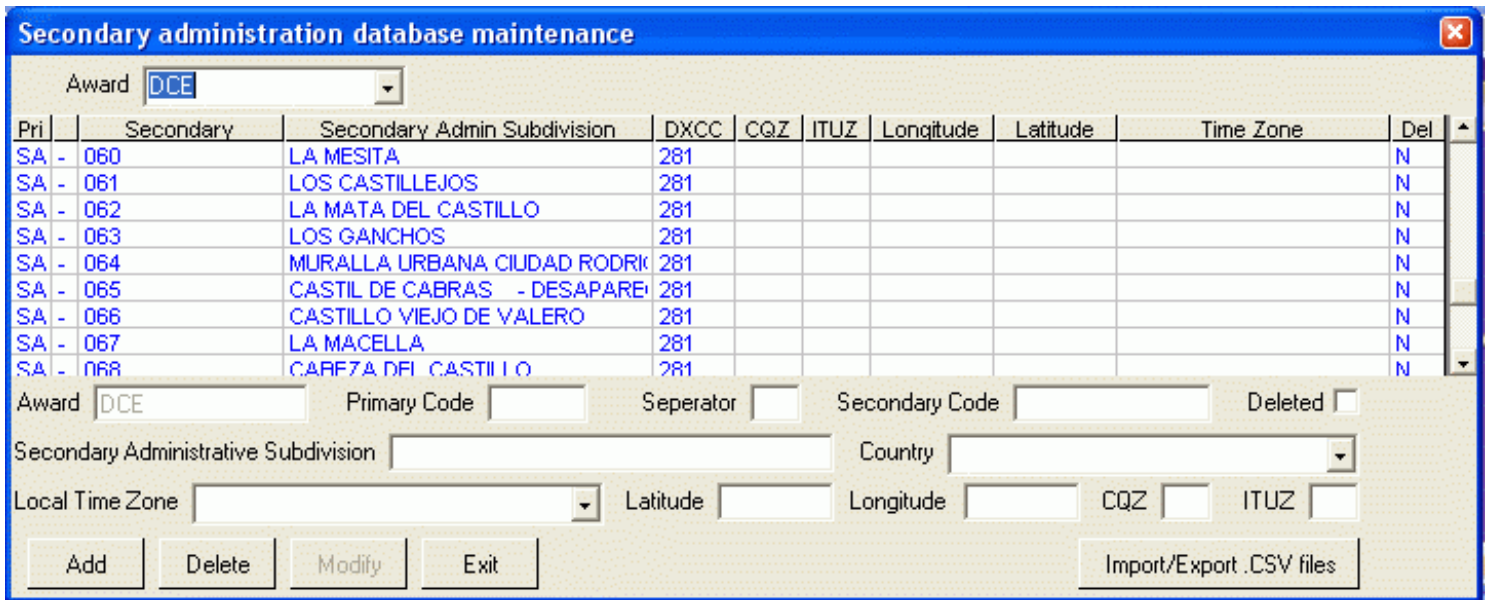 Secondary administration database maintenance
Award DCE
Pri Secondary Secondary Admin Subdivision DXCC CQZ ITUZ Longitude Latitude Time Zone Del
SA - 060 LA MESITA 281 N
SA - 061 LOS CASTILLEJOS 281 N
SA - 062 LA MATA DEL CASTILLO 281 N
SA - 063 LOS GANCHOS 281 N
SA - 064 MURALLA URBANA CIUDAD RODRI 281 N
SA - 065 CASTIL DE CABRAS - DESAPARE 281 N
SA - 066 CASTILLO VIEJO DE VALERO 281 N
SA - 067 LA MACELLA 281 N
SA - 068 CABEZA DEL CASTILLO 281 N
Award DCE Primary Code Seperator Secondary Code Deleted
Secondary Administrative Subdivision Country
Local Time Zone Latitude Longitude CQZ ITUZ
Add Delete Modify Exit Import/Export .CSV files